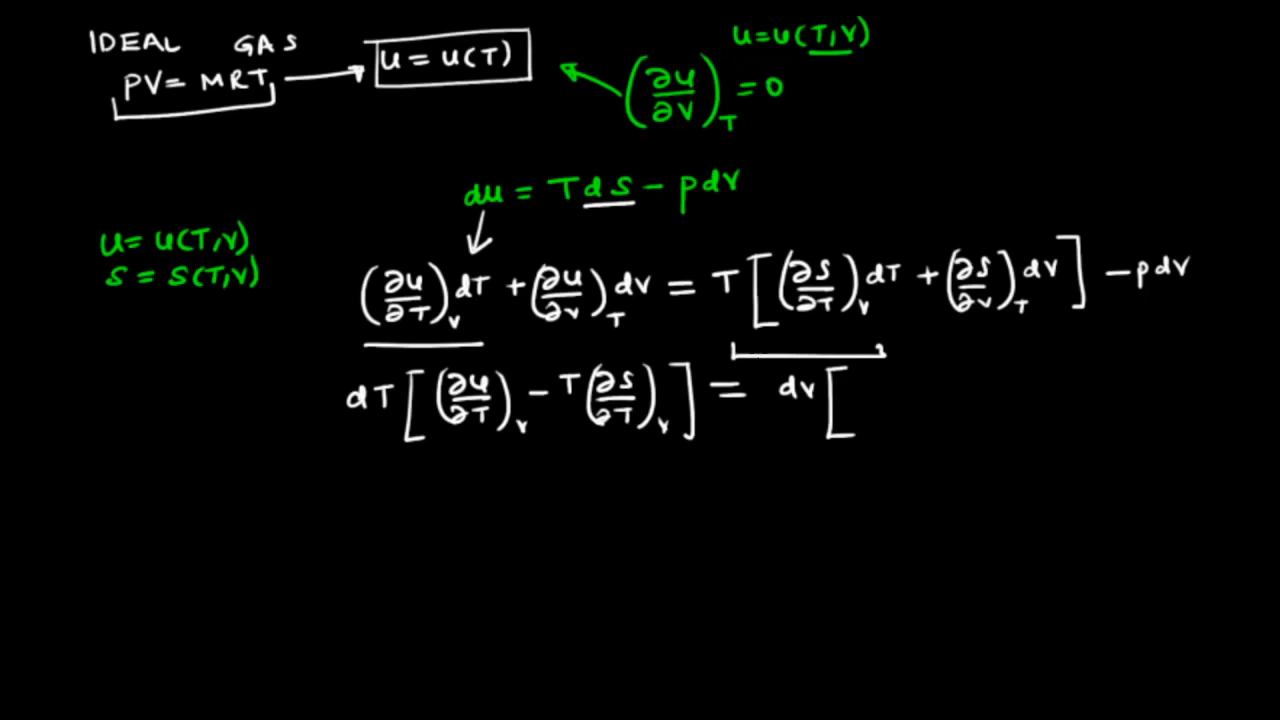 IDEAL GAS
PV = MRT → u = u(T)
u = u(T,V)
(∂u/∂v)_T = 0
du = Tds - pdv
u = u(T,V)
s = s(T,V)
(∂u/∂T)_v dT + (∂u/∂v)_T dv = T[(∂s/∂T)_v dT + (∂s/∂v)_T dv] - pdv
dT[(∂u/∂T)_v - T(∂s/∂T)_v] = dv[